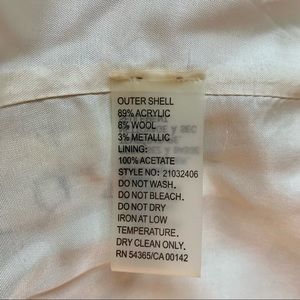 OUTER SHELL
89% ACRYLIC
8% WOOL
3% METALLIC
LINING:
100% ACETATE
STYLE NO: 21032406
DO NOT WASH.
DO NOT BLEACH.
DO NOT DRY
IRON AT LOW
TEMPERATURE.
DRY CLEAN ONLY.
RN 54365/CA 00142